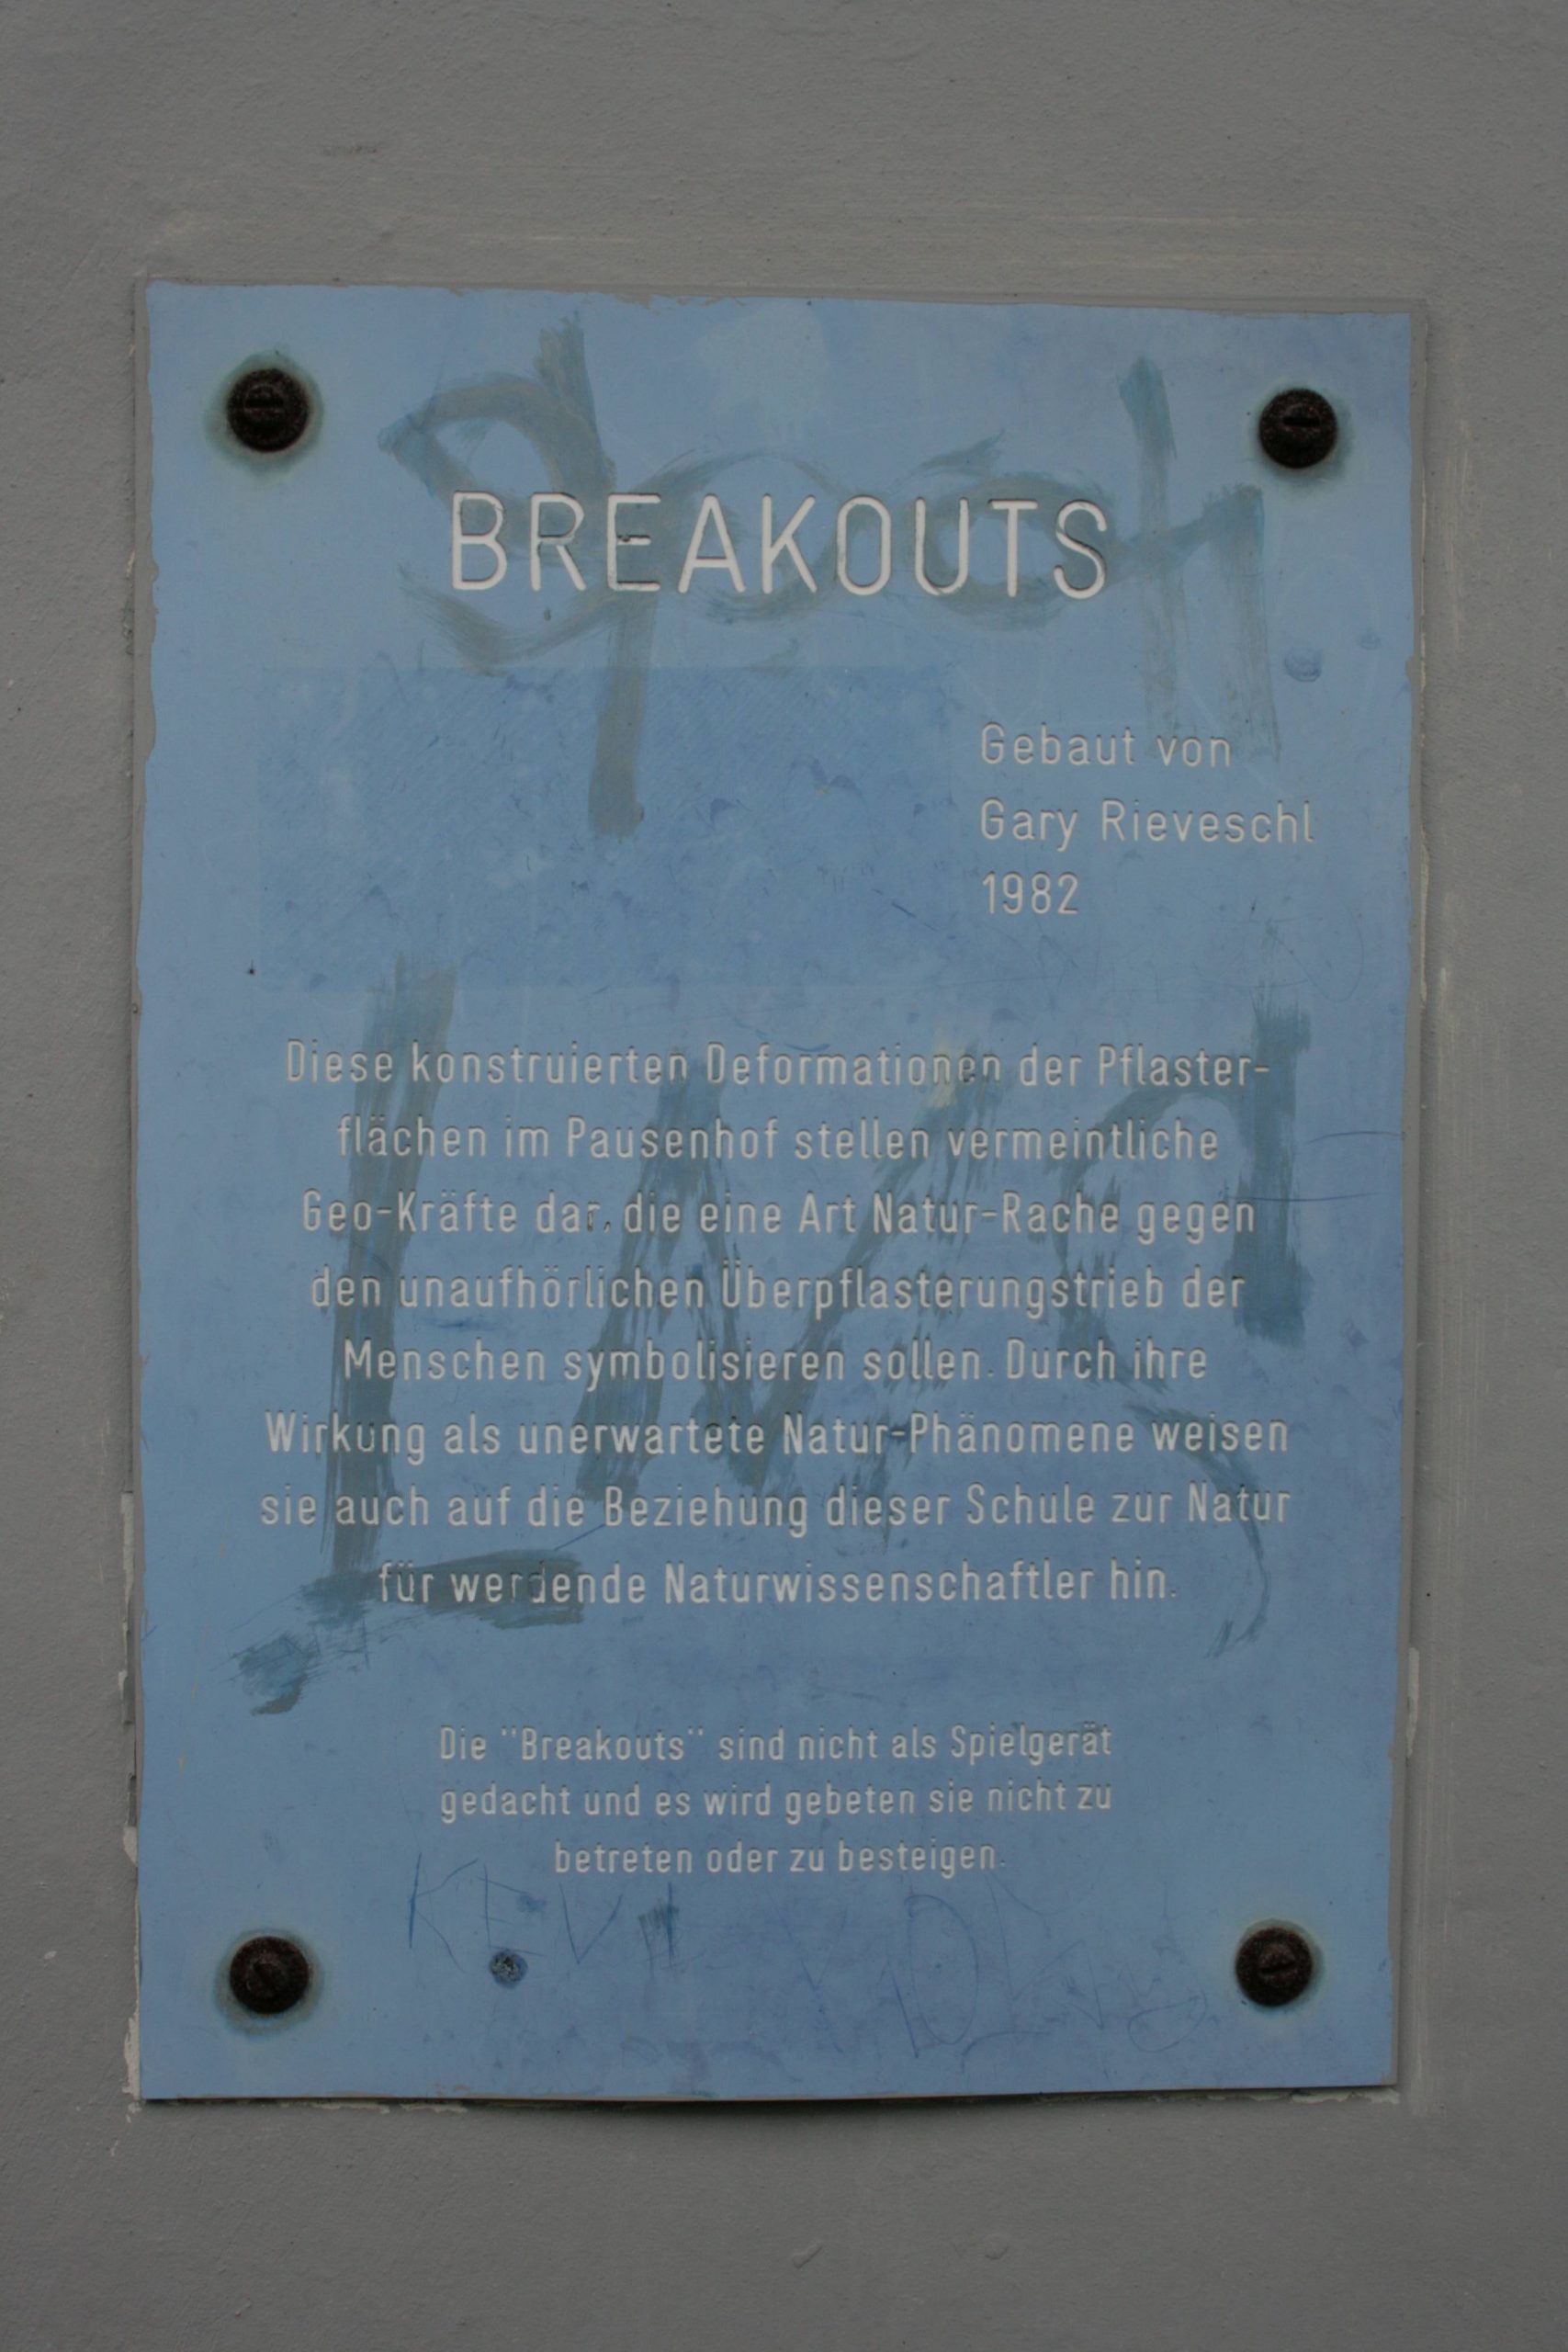 BREAKOUTS
Gebaut von
Gary Rieveschl
1982
Diese konstruierten Deformationen der Pflaster-
flächen im Pausenhof stellen vermeintliche
Geo-Kräfte dar, die eine Art Natur-Rache gegen
den unaufhörlichen Überpflasterungstrieb der
Menschen symbolisieren sollen. Durch ihre
Wirkung als unerwartete Natur-Phänomene weisen
sie auch auf die Beziehung dieser Schule zur Natur
für werdende Naturwissenschaftler hin.
Die "Breakouts" sind nicht als Spielgerät
gedacht und es wird gebeten sie nicht zu
betreten oder zu besteigen.